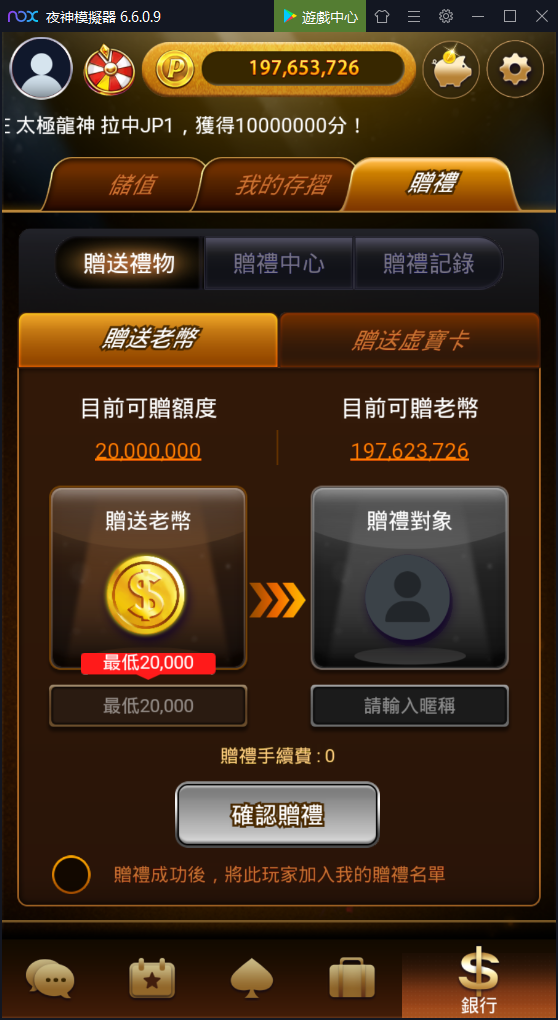 nox 夜神模擬器 6.6.0.9 遊戲中心
P 197,653,726
太極龍神 拉中JP1，獲得10000000分！
儲值 我的存摺 贈禮
贈送禮物 贈禮中心 贈禮記錄
贈送老幣 贈送虛寶卡
目前可贈額度 目前可贈老幣
20,000,000 197,623,726
贈送老幣 贈禮對象
$
最低20,000
最低20,000 請輸入暱稱
贈禮手續費 : 0
確認贈禮
贈禮成功後，將此玩家加入我的贈禮名單
$
銀行